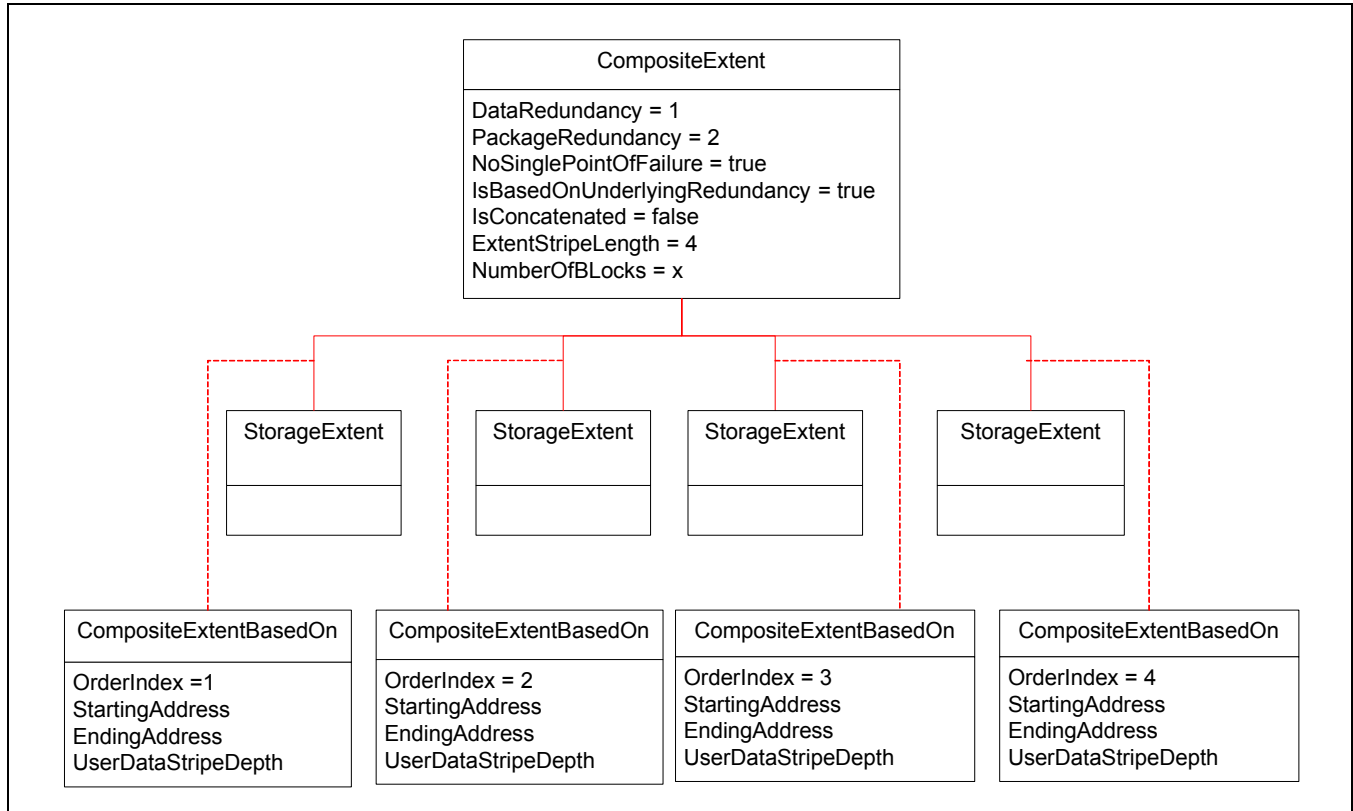 CompositeExtent
DataRedundancy = 1
PackageRedundancy = 2
NoSinglePointOfFailure = true
IsBasedOnUnderlyingRedundancy = true
IsConcatenated = false
ExtentStripeLength = 4
NumberOfBLocks = x
StorageExtent
StorageExtent
StorageExtent
StorageExtent
CompositeExtentBasedOn
OrderIndex =1
StartingAddress
EndingAddress
UserDataStripeDepth
CompositeExtentBasedOn
OrderIndex = 2
StartingAddress
EndingAddress
UserDataStripeDepth
CompositeExtentBasedOn
OrderIndex = 3
StartingAddress
EndingAddress
UserDataStripeDepth
CompositeExtentBasedOn
OrderIndex = 4
StartingAddress
EndingAddress
UserDataStripeDepth